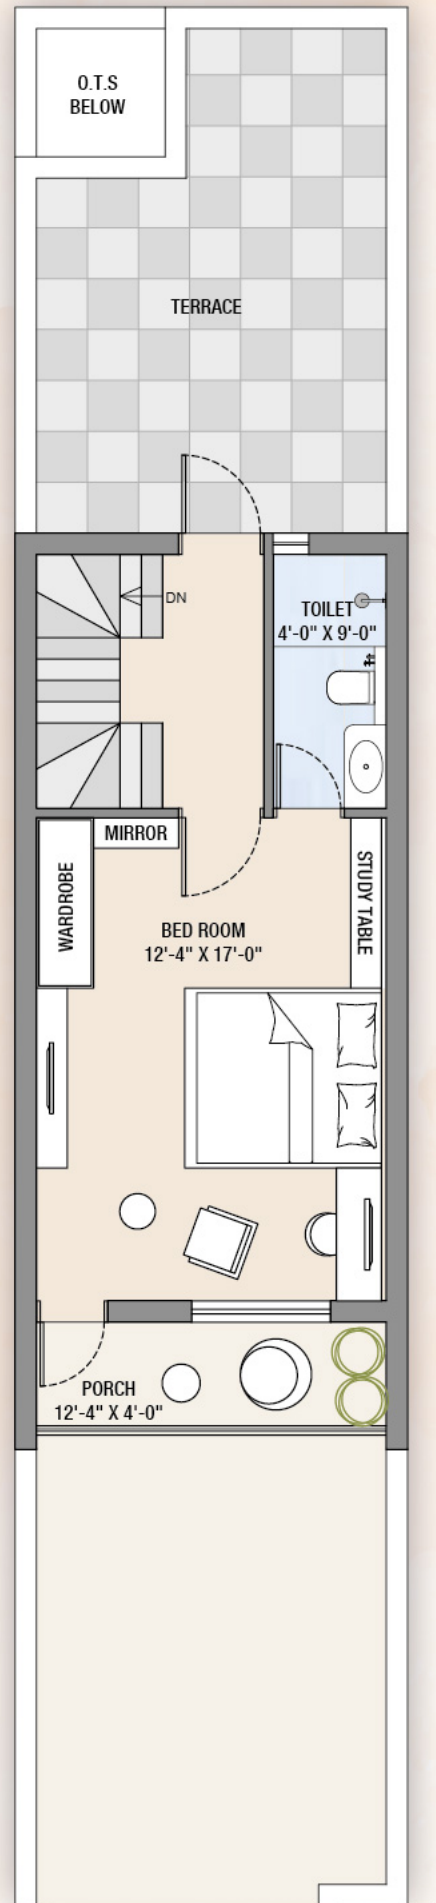 O.T.S
BELOW
TERRACE
DN
TOILET
4'-0" X 9'-0"
MIRROR
WARDROBE
STUDY TABLE
BED ROOM
12'-4" X 17'-0"
PORCH
12'-4" X 4'-0"